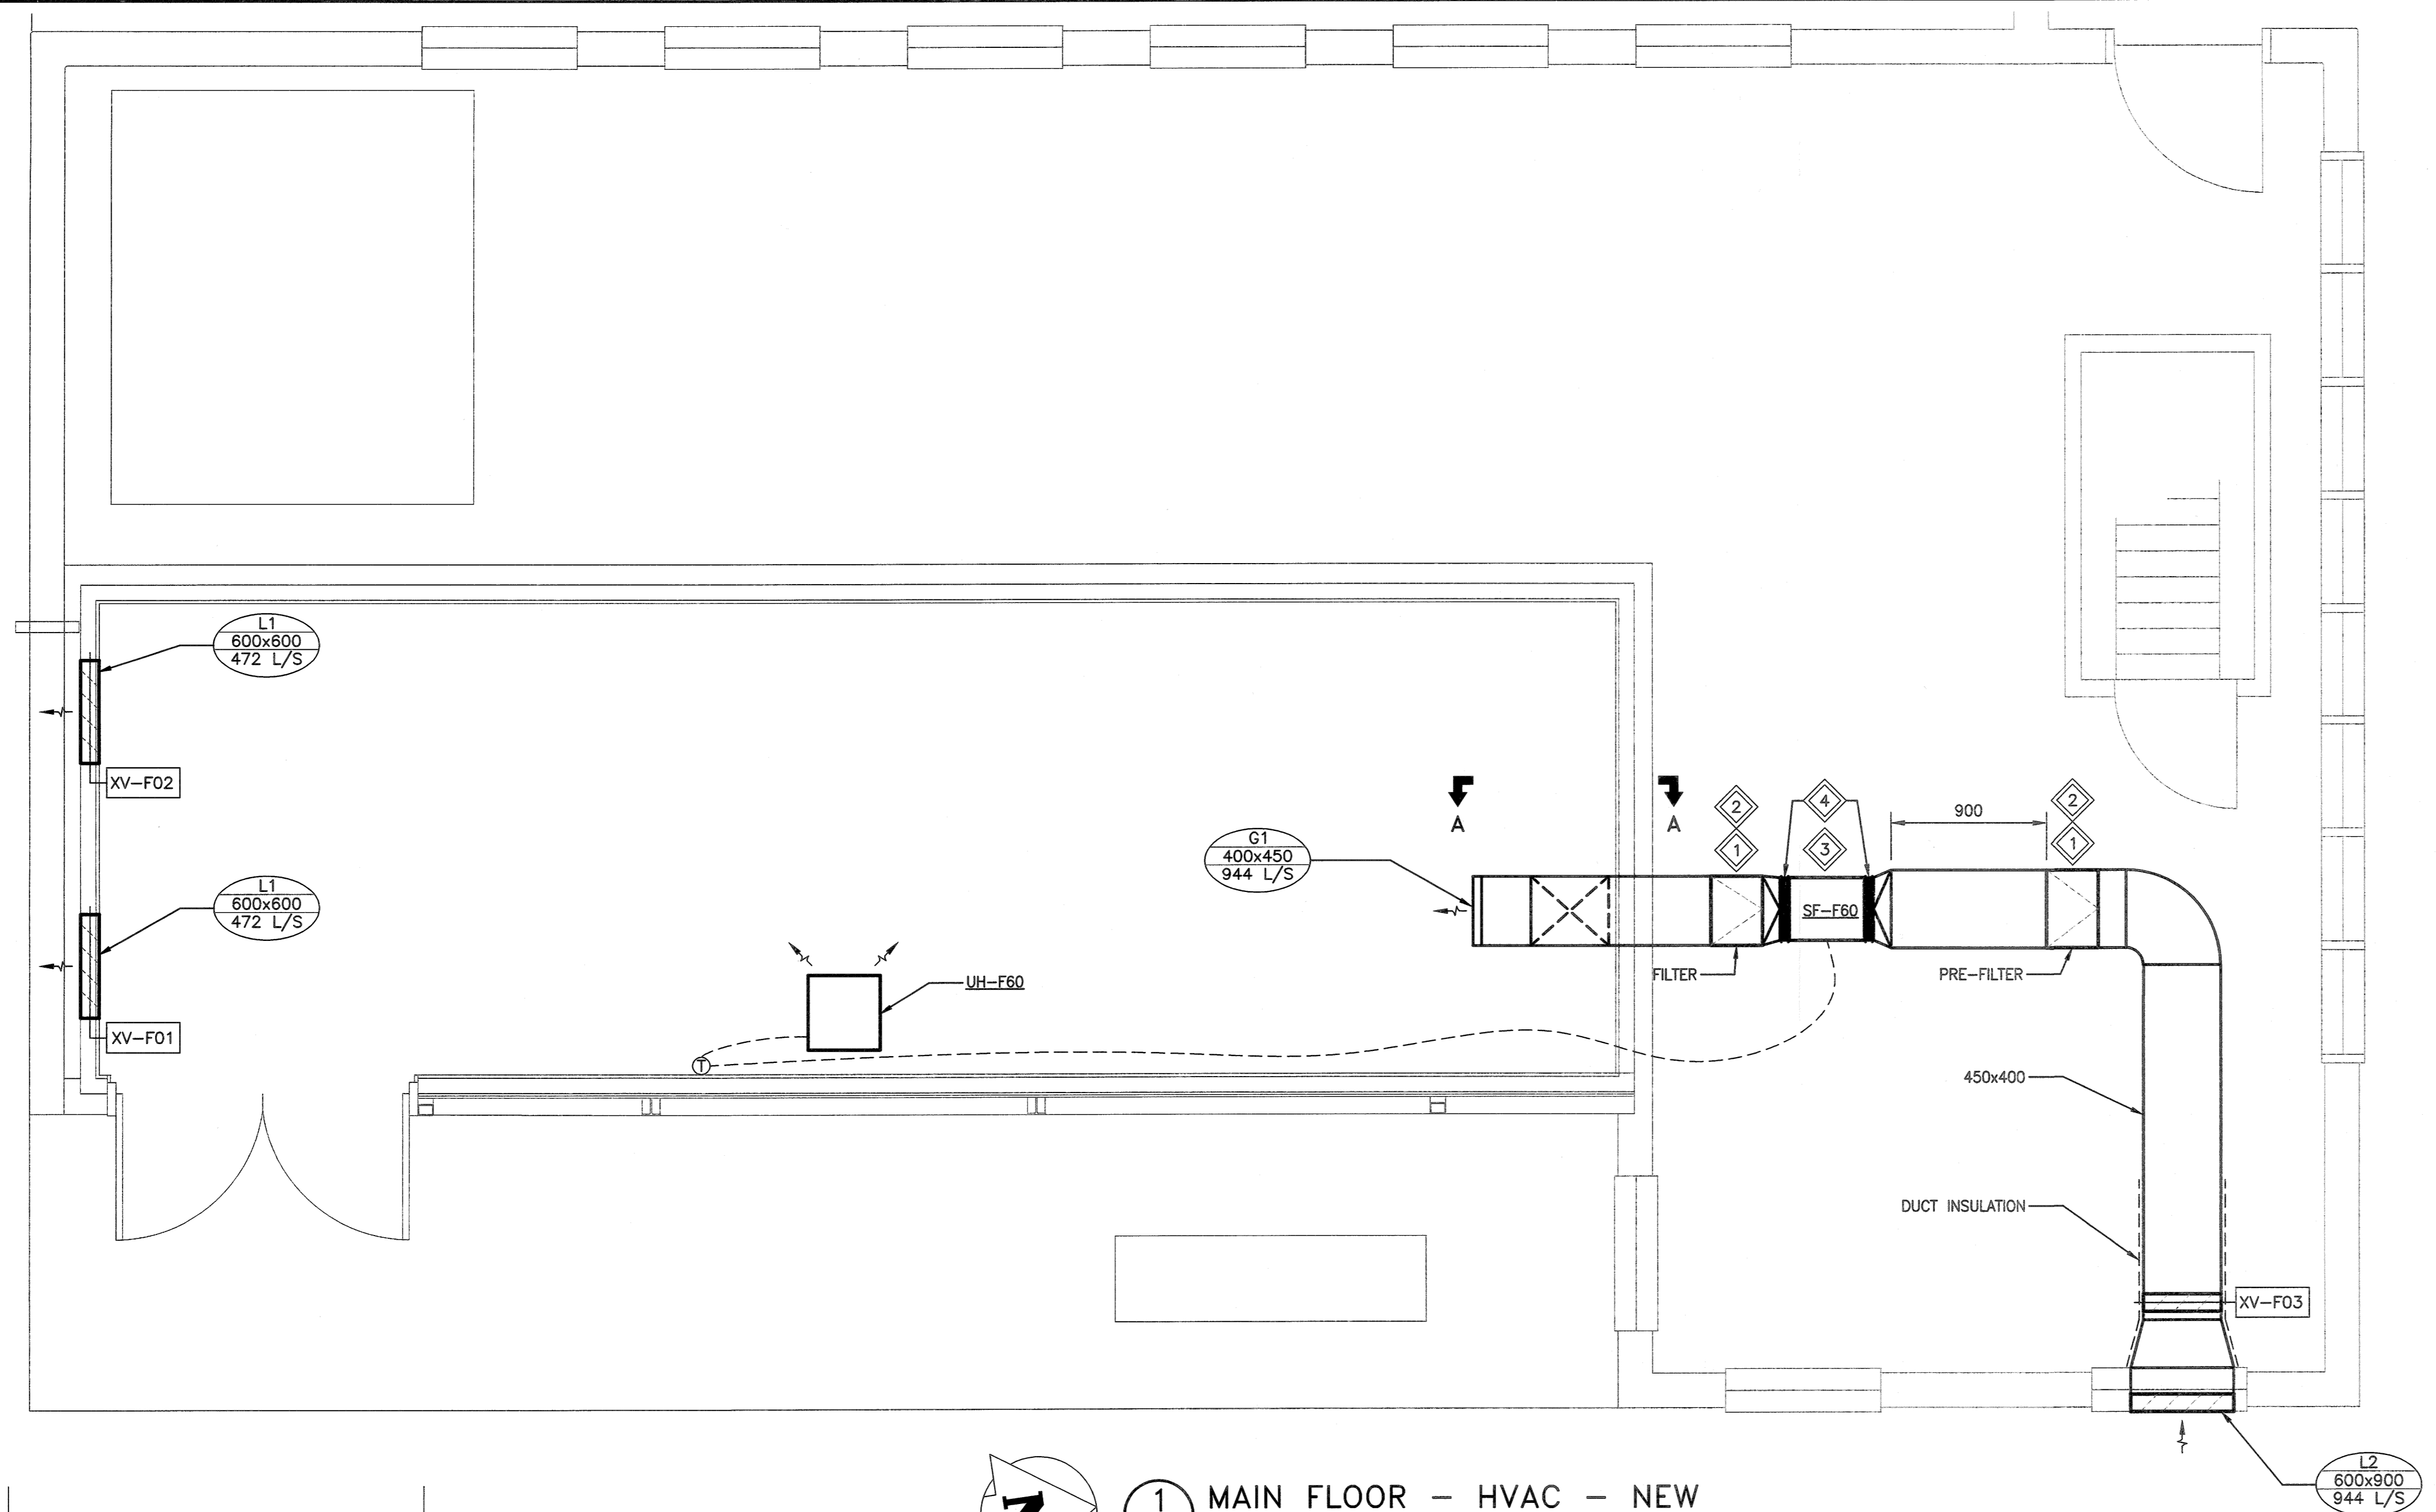 L1
600x600
472 L/S
XV-F02
L1
600x600
472 L/S
XV-F01
UH-F60
T
G1
400x450
944 L/S
A
A
2
1
4
3
900
2
1
SF-F60
FILTER
PRE-FILTER
450x400
DUCT INSULATION
XV-F03
L2
600x900
944 L/S
N
1
MAIN FLOOR - HVAC - NEW